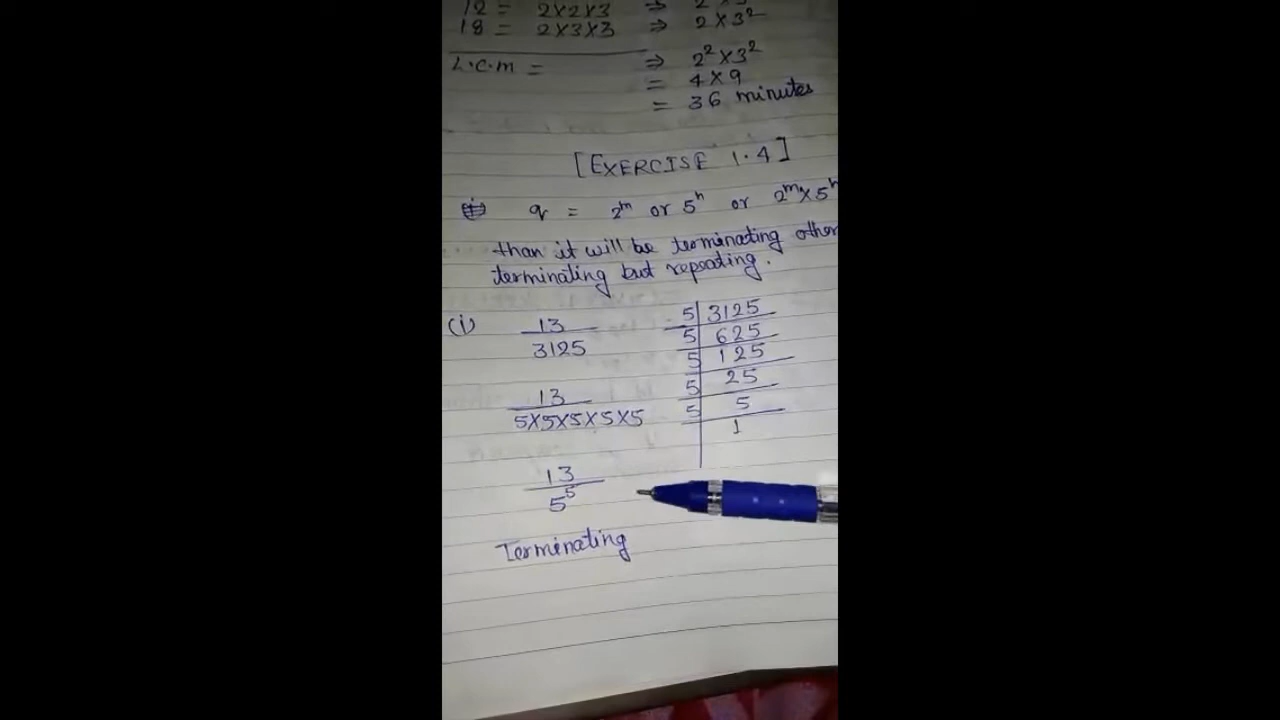 12 = 2×2×3 ⇒ 2²×3
18 = 2×3×3 ⇒ 2×3²
L.C.M = ⇒ 2²×3²
= 4×9
= 36 minutes
[EXERCISE 1.4]
q = 2ᵐ or 5ⁿ or 2ᵐ×5ⁿ
than it will be terminating other
terminating but repeating.
(i) 13
3125
13
5×5×5×5×5
13
5⁵
Terminating
5 | 3125
5 | 625
5 | 125
5 | 25
5 | 5
1